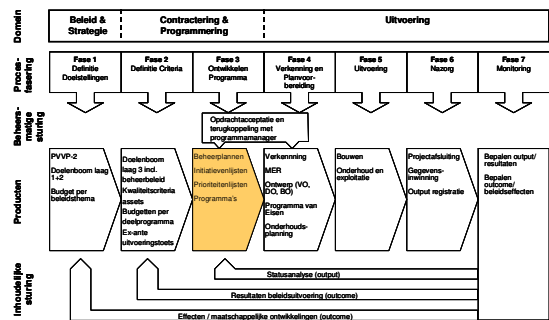 Domein
Beleid &
Strategie
Contractering &
Programmering
Uitvoering
Proces-
fasering
Fase 1
Definitie
Doelstellingen
Fase 2
Definitie Criteria
Fase 3
Ontwikkelen
Programma
Fase 4
Verkenning en
Planvoor-
bereiding
Fase 5
Uitvoering
Fase 6
Nazorg
Fase 7
Monitoring
Beheers-
matige
sturing
Opdrachtacceptatie en
terugkoppeling met
programmamanager
Producten
PVVP-2
Doelenboom laag
1+2
Budget per
beleidsthema
Doelenboom
laag 3 incl.
beheerbeleid
Kwaliteitscriteria
assets
Budgetten per
deelprogramma
Ex-ante
uitvoeringstoets
Beheerplannen
Initiatievenlijsten
Prioriteitenlijsten
Programma's
Verkennning
MER
Ontwerp (VO,
DO, BO)
Programma van
Eisen
Onderhouds-
planning
Bouwen
Onderhoud en
exploitatie
Projectafsluiting
Gegevens-
inwinning
Output registratie
Bepalen output/
resultaten
Bepalen
outcome/
beleidseffecten
Inhoudelijke
sturing
Statusanalyse (output)
Resultaten beleidsuitvoering (outcome)
Effecten / maatschappelijke ontwikkelingen (outcome)